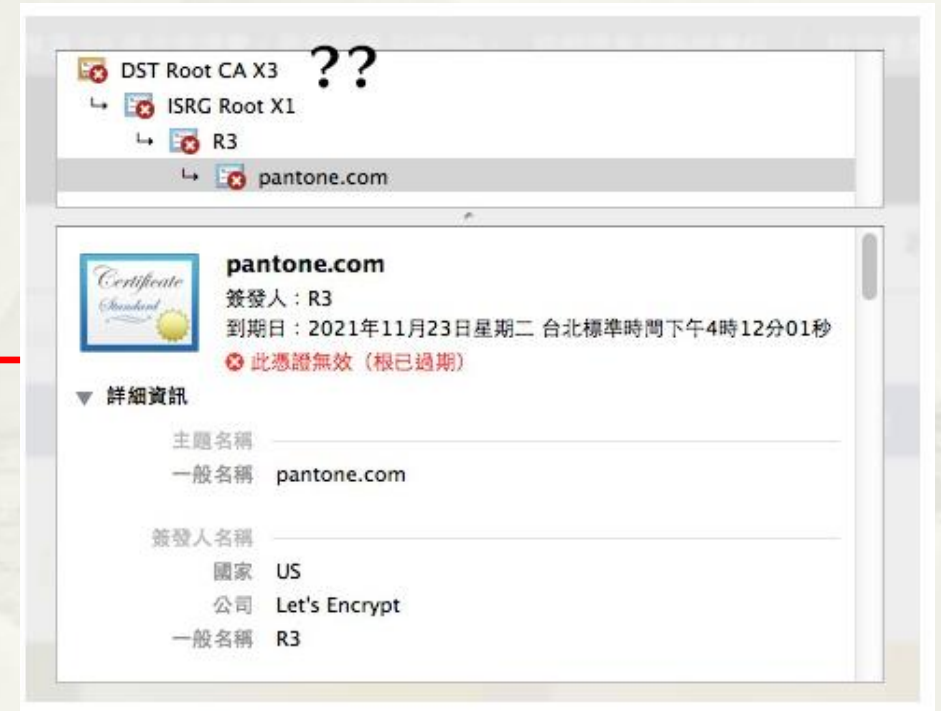 DST Root CA X3 ??
ISRG Root X1
R3
pantone.com
pantone.com
簽發人：R3
到期日：2021年11月23日星期二 台北標準時間下午4時12分01秒
此憑證無效（根已過期）
詳細資訊
主題名稱
一般名稱 pantone.com
簽發人名稱
國家 US
公司 Let's Encrypt
一般名稱 R3